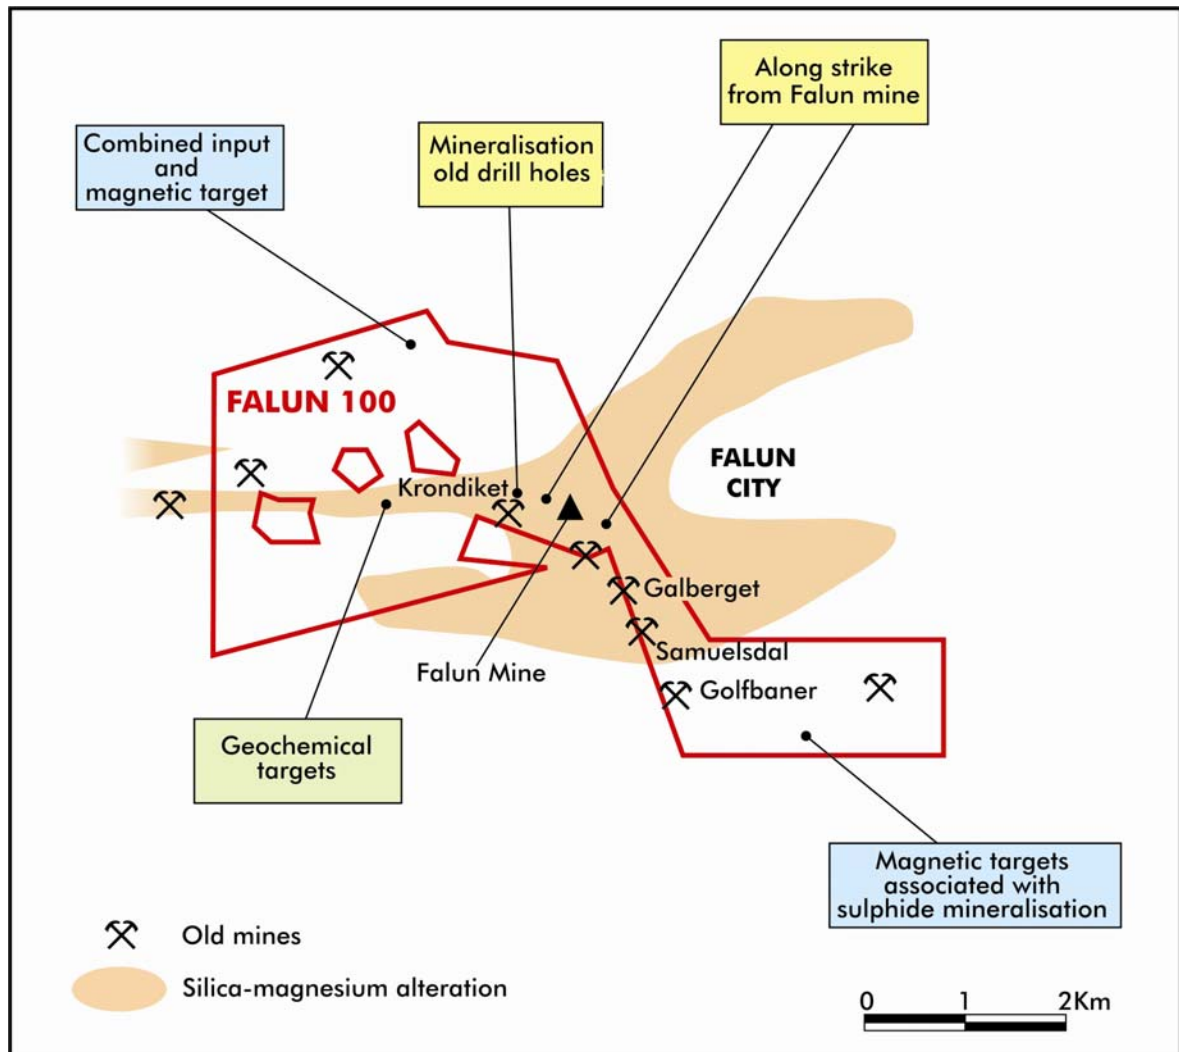 Along strike
from Falun mine
Combined input
and
magnetic target
Mineralisation
old drill holes
FALUN 100
FALUN
CITY
Krondiket
Galberget
Samuelsdal
Falun Mine
Golfbaner
Geochemical
targets
Magnetic targets
associated with
sulphide mineralisation
Old mines
Silica-magnesium alteration
0 1 2Km